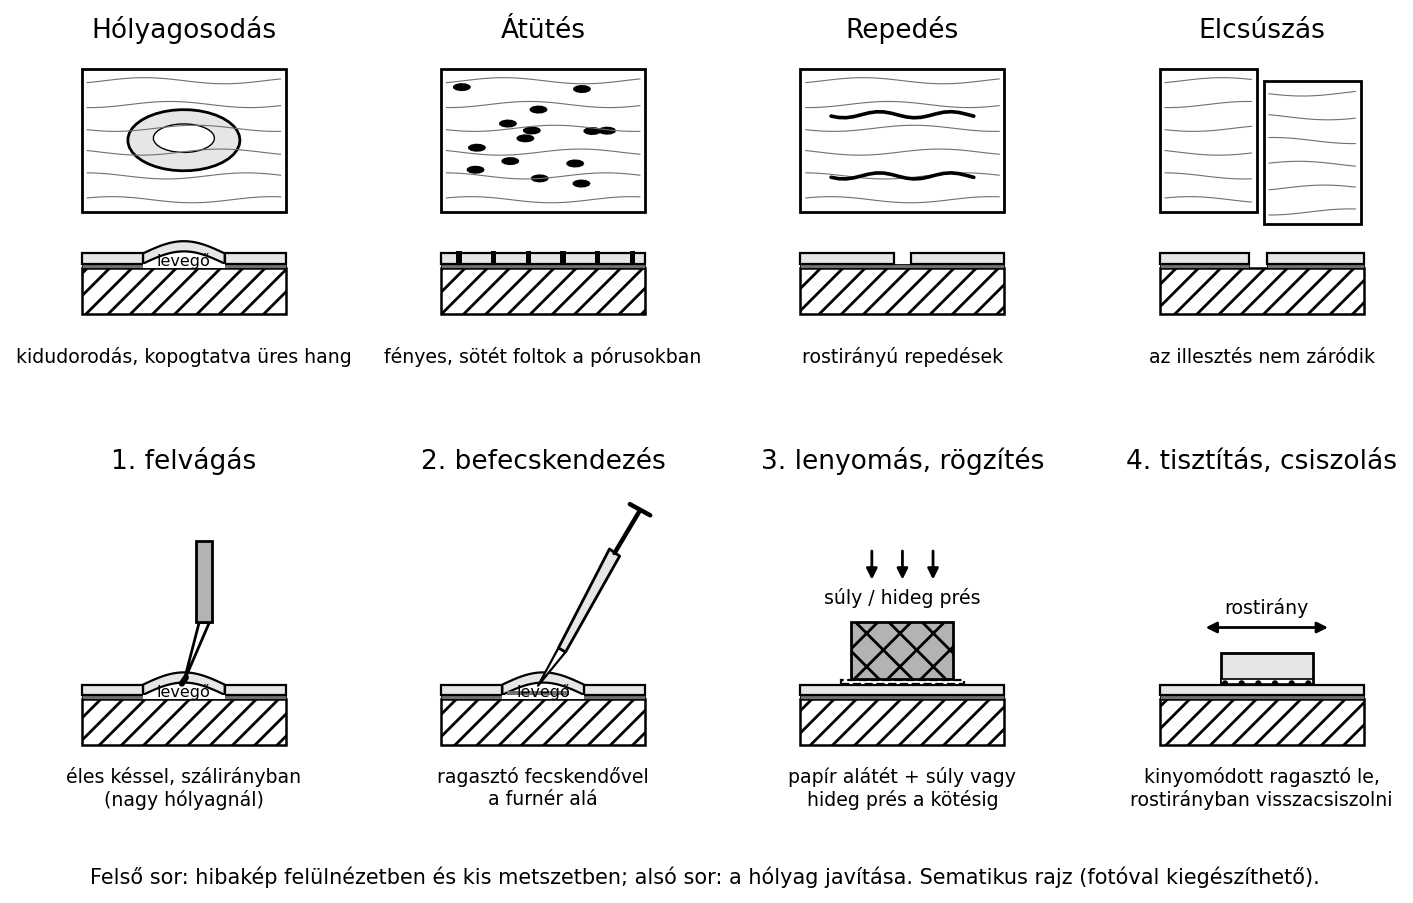 Hólyagosodás
Átütés
Repedés
Elcsúszás
levegő
kidudorodás, kopogtatva üres hang
fényes, sötét foltok a pórusokban
rostirányú repedések
az illesztés nem záródik
1. felvágás
2. befecskendezés
3. lenyomás, rögzítés
4. tisztítás, csiszolás
súly / hideg prés
rostirány
levegő
levegő
éles késsel, szálirányban
(nagy hólyagnál)
ragasztó fecskendővel
a furnér alá
papír alátét + súly vagy
hideg prés a kötésig
kinyomódott ragasztó le,
rostirányban visszacsiszolni
Felső sor: hibakép felülnézetben és kis metszetben; alsó sor: a hólyag javítása. Sematikus rajz (fotóval kiegészíthető).